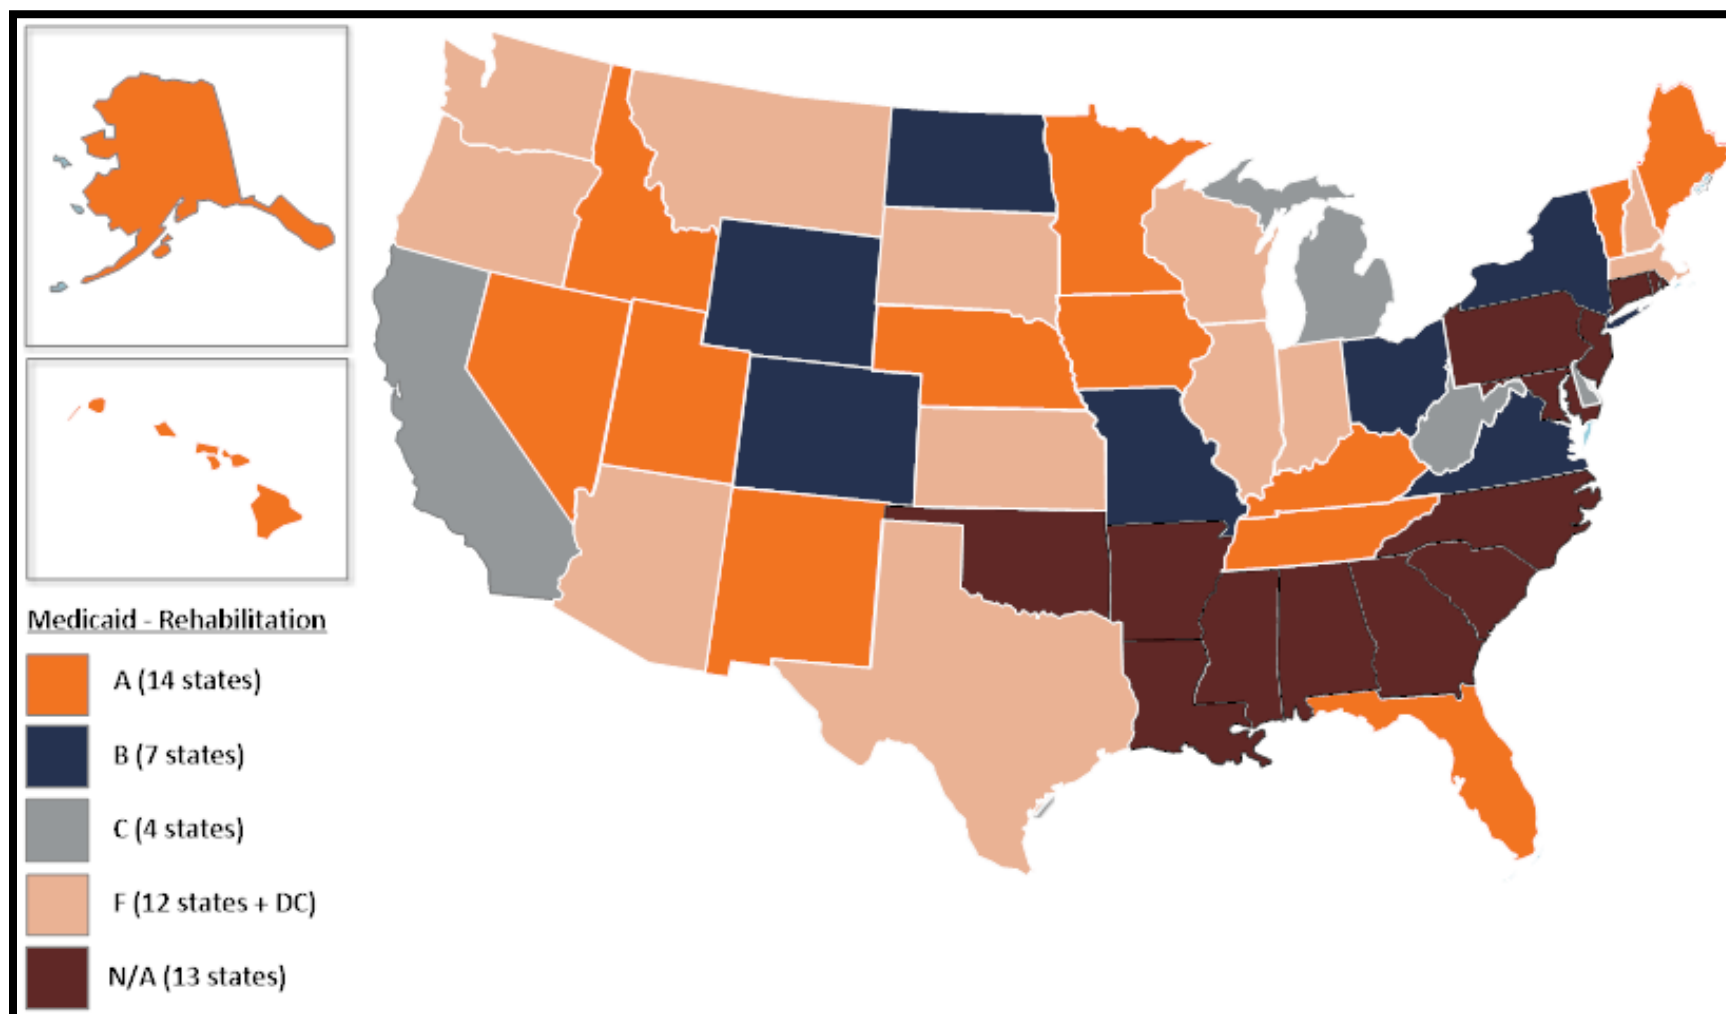 Medicaid - Rehabilitation
A (14 states)
B (7 states)
C (4 states)
F (12 states + DC)
N/A (13 states)